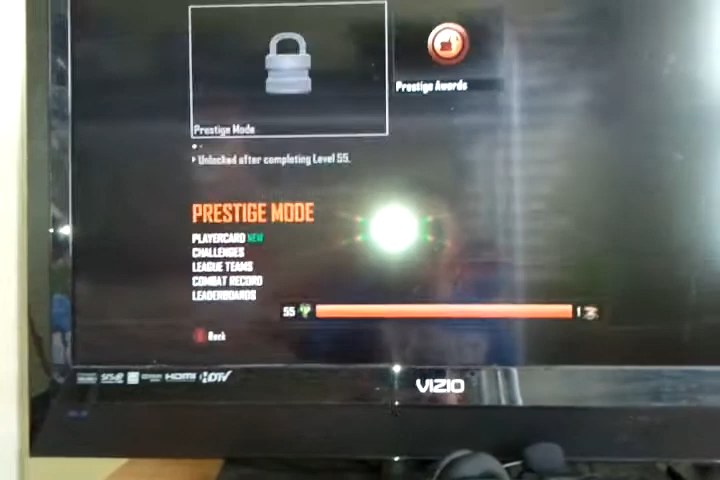 Prestige Mode
Prestige Awards
Unlocked after completing Level 55.
PRESTIGE MODE
PLAYERCARD NEW
CHALLENGES
LEAGUE TEAMS
COMBAT RECORD
LEADERBOARDS
55 1
Back
HDMI HDTV
VIZIO